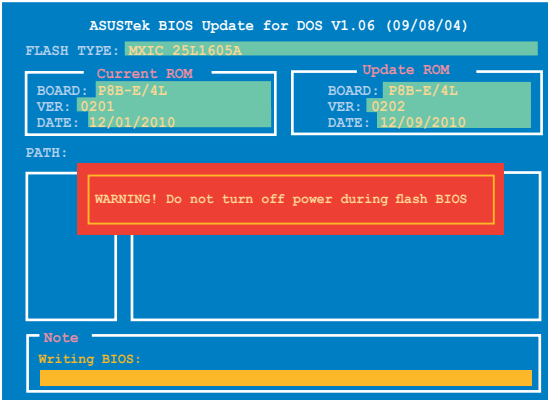 ASUSTek BIOS Update for DOS V1.06 (09/08/04)
FLASH TYPE: MXIC 25L1605A
Current ROM
BOARD: P8B-E/4L
VER: 0201
DATE: 12/01/2010
Update ROM
BOARD: P8B-E/4L
VER: 0202
DATE: 12/09/2010
PATH:
WARNING! Do not turn off power during flash BIOS
Note
Writing BIOS: